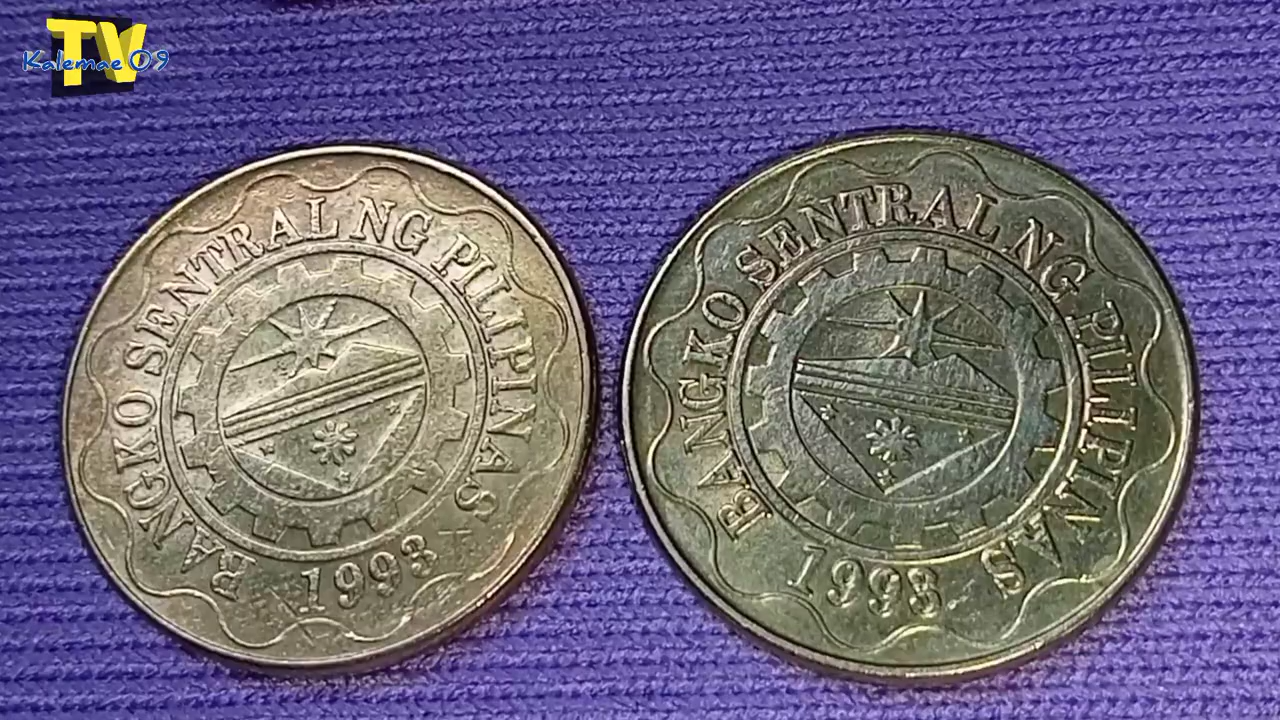 TV
Kalemae 09
BANGKO SENTRAL NG PILIPINAS
1993
BANGKO SENTRAL NG PILIPINAS
1993